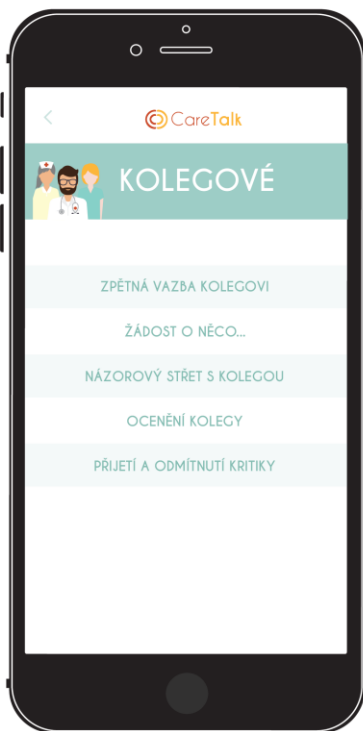 CareTalk
KOLEGOVÉ
ZPĚTNÁ VAZBA KOLEGOVI
ŽÁDOST O NĚCO...
NÁZOROVÝ STŘET S KOLEGOU
OCENĚNÍ KOLEGY
PŘIJETÍ A ODMÍTNUTÍ KRITIKY